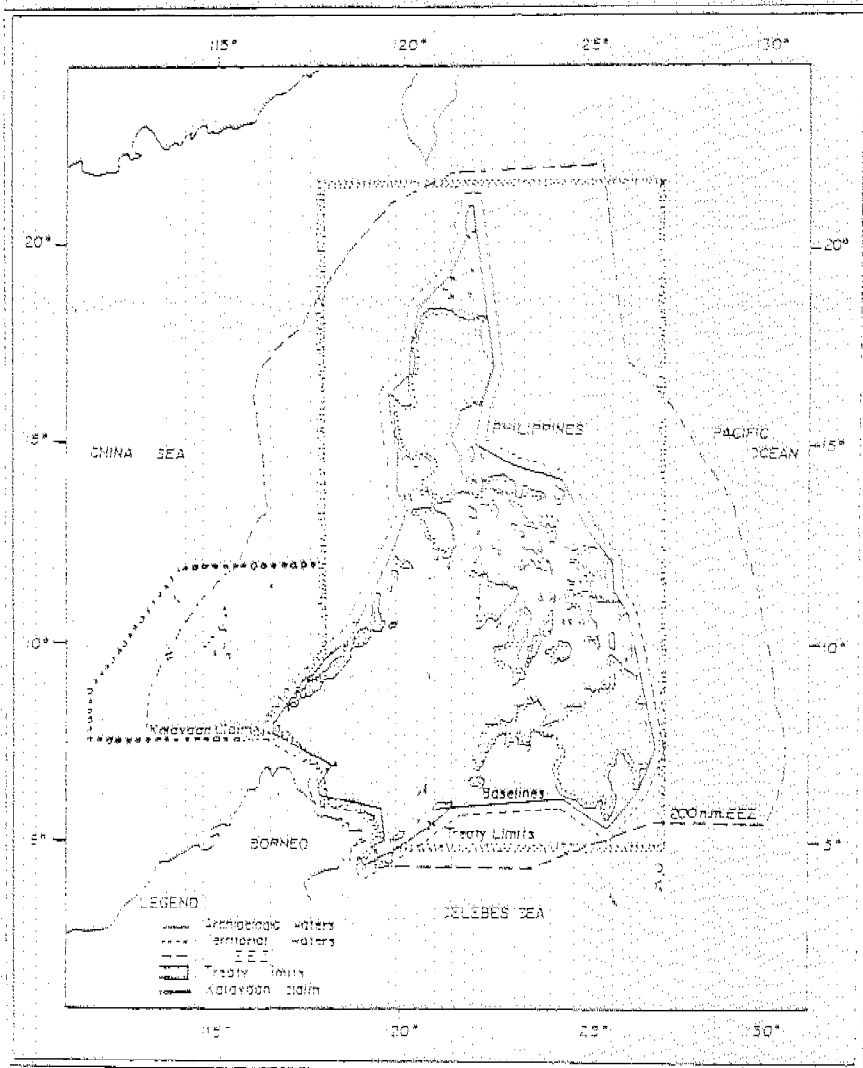 115° 120° 125° 130°
20° 20°
PHILIPPINES
PACIFIC
OCEAN
15° 15°
CHINA SEA
10° 10°
Kalayaan Claim
Baselines
200n.m.EEZ
Treaty Limits
5° 5°
BORNEO
LEGEND
CELEBES SEA
Archipelagic waters
Territorial waters
EEZ
Treaty limits
Kalayaan claim
115° 120° 125° 130°